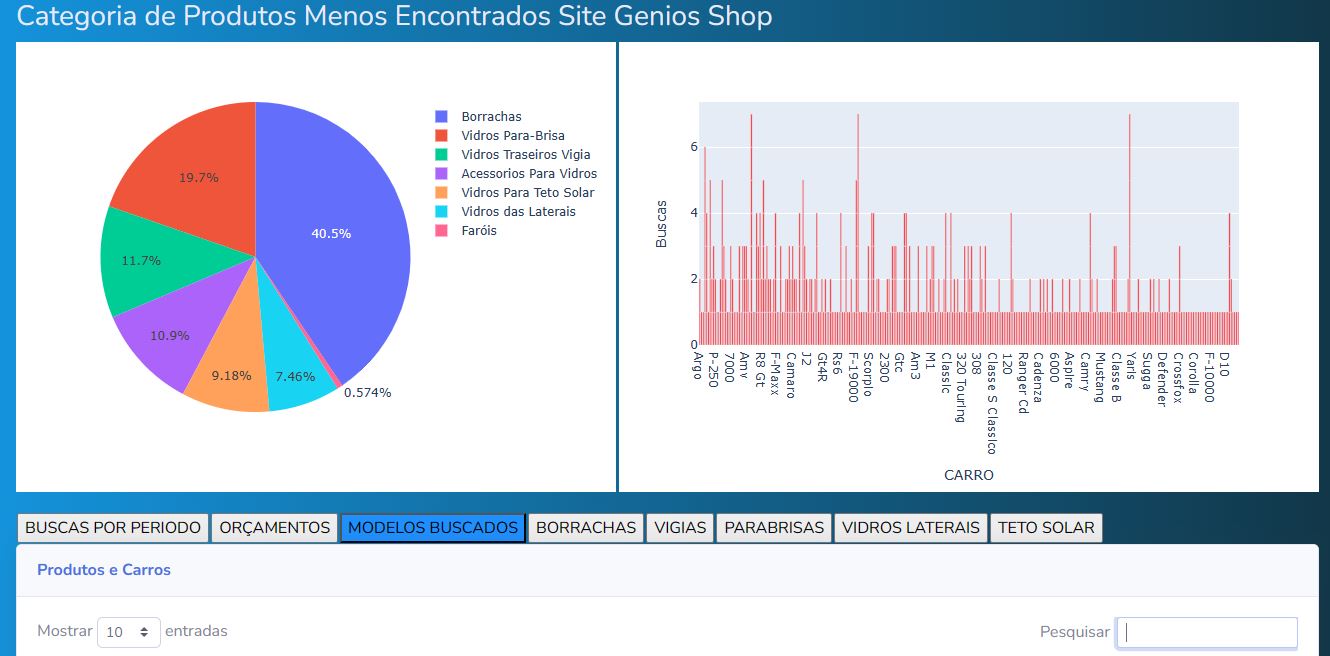 Categoria de Produtos Menos Encontrados Site Genios Shop
40.5%
19.7%
11.7%
10.9%
9.18%
7.46%
0.574%
Borrachas
Vidros Para-Brisa
Vidros Traseiros Vigia
Acessorios Para Vidros
Vidros Para Teto Solar
Vidros das Laterais
Faróis
Buscas
6
4
2
0
Argo
P-250
7000
Amv
R8 Gt
F-Maxx
Camaro
J2
Gt4R
Rs6
F-19000
Scorpio
2300
Gtc
Am3
M1
Classic
320 Touring
308
Classe S Classico
120
Ranger Cd
Cadenza
6000
Aspire
Camry
Mustang
Classe B
Yaris
Sugga
Defender
Crossfox
Corolla
F-10000
D10
CARRO
BUSCAS POR PERIODO
ORÇAMENTOS
MODELOS BUSCADOS
BORRACHAS
VIGIAS
PARABRISAS
VIDROS LATERAIS
TETO SOLAR
Produtos e Carros
Mostrar 10 entradas
Pesquisar